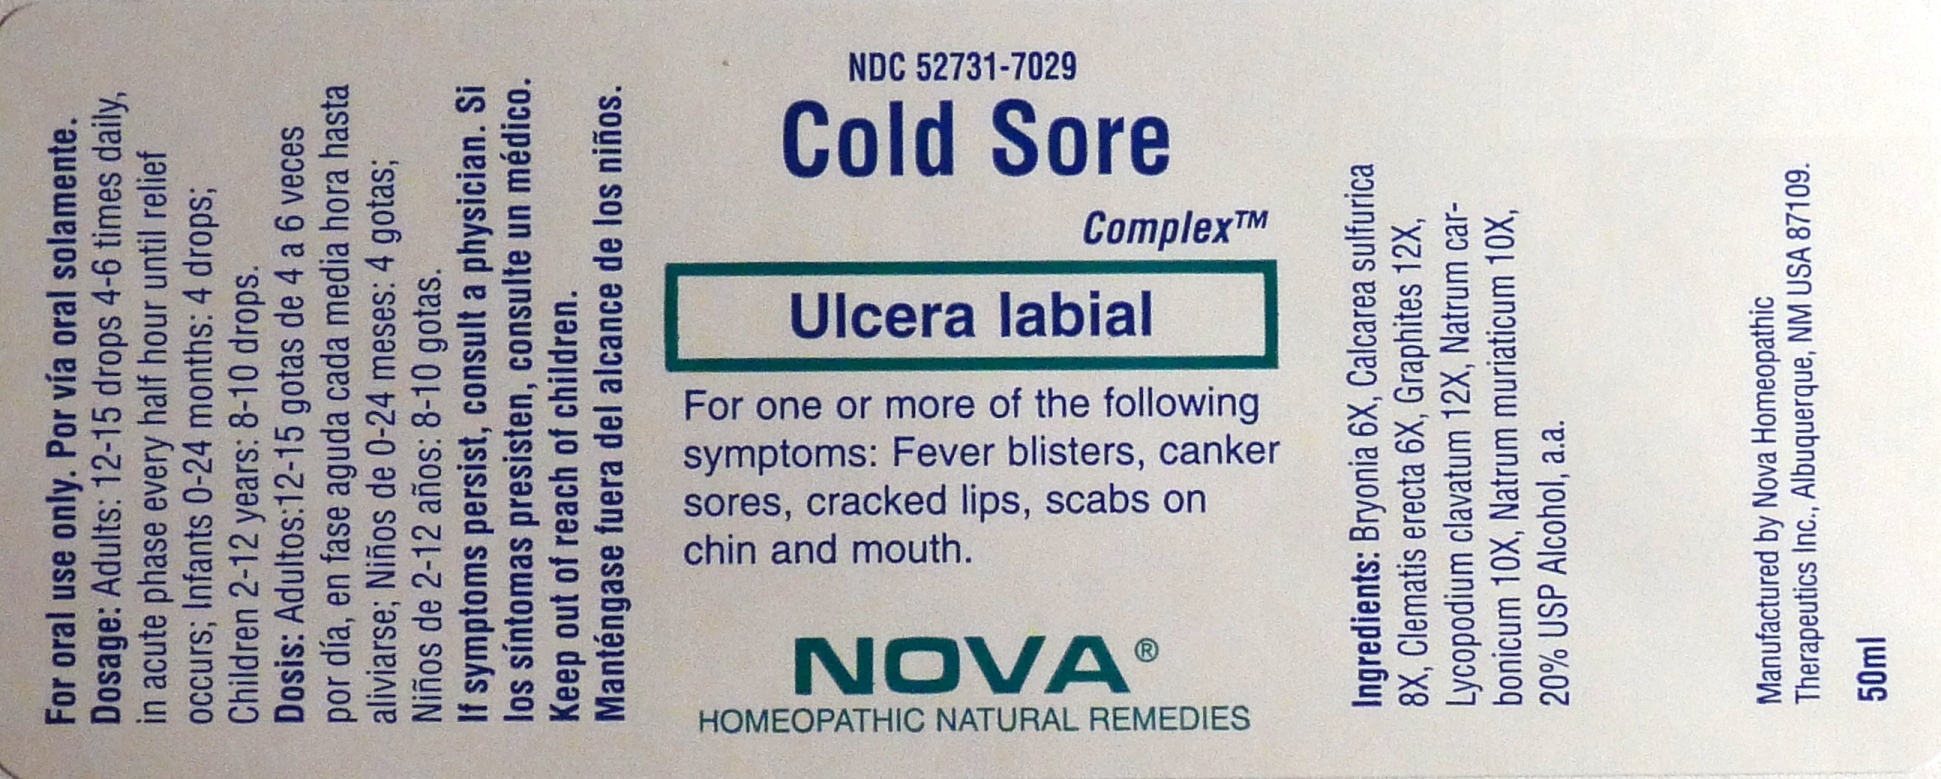 For oral use only. Por vía oral solamente.
Dosage: Adults: 12-15 drops 4-6 times daily,
in acute phase every half hour until relief
occurs; Infants 0-24 months: 4 drops;
Children 2-12 years: 8-10 drops.
Dosis: Adultos:12-15 gotas de 4 a 6 veces
por día, en fase aguda cada media hora hasta
aliviarse; Niños de 0-24 meses: 4 gotas;
Niños de 2-12 años: 8-10 gotas.
If symptoms persist, consult a physician. Si
los síntomas presisten, consulte un médico.
Keep out of reach of children.
Manténgase fuera del alcance de los niños.
NDC 52731-7029
Cold Sore
Complex™
Ulcera labial
For one or more of the following
symptoms: Fever blisters, canker
sores, cracked lips, scabs on
chin and mouth.
NOVA®
HOMEOPATHIC NATURAL REMEDIES
Ingredients: Bryonia 6X, Calcarea sulfurica
8X, Clematis erecta 6X, Graphites 12X,
Lycopodium clavatum 12X, Natrum car-
bonicum 10X, Natrum muriaticum 10X,
20% USP Alcohol, a.a.
Manufactured by Nova Homeopathic
Therapeutics Inc., Albuquerque, NM USA 87109.
50ml